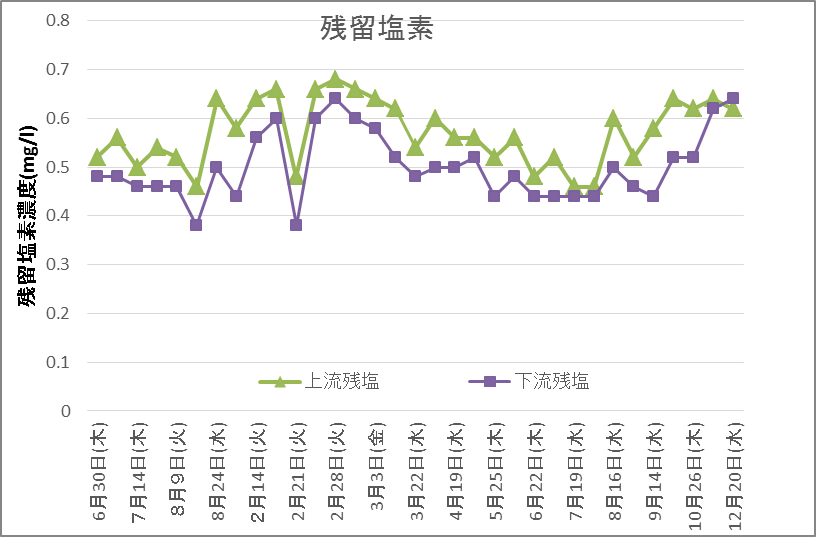 残留塩素
残留塩素濃度(mg/l)
0.8
0.7
0.6
0.5
0.4
0.3
0.2
0.1
0
上流残塩
下流残塩
6月30日(木)
7月14日(木)
8月9日(火)
8月24日(水)
2月14日(火)
2月21日(火)
2月28日(火)
3月3日(金)
3月22日(水)
4月19日(水)
5月25日(木)
6月22日(木)
7月19日(水)
8月16日(水)
9月14日(木)
10月26日(木)
12月20日(水)